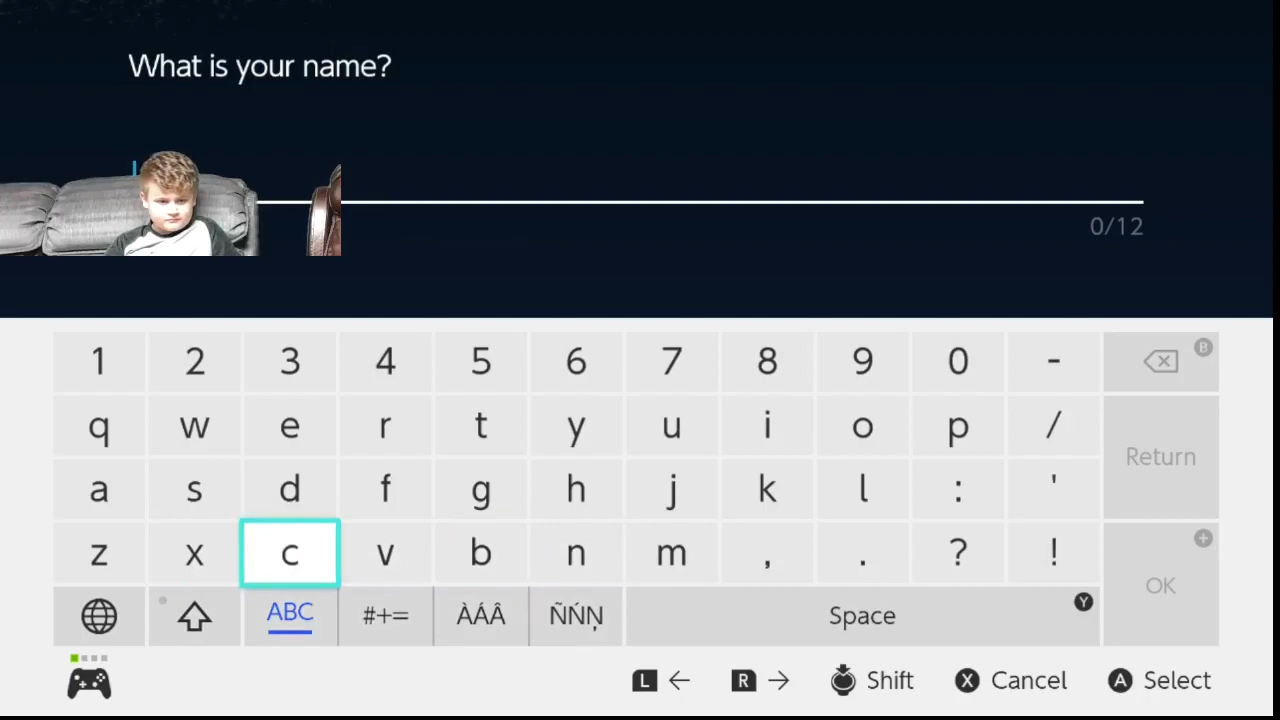 What is your name?
0/12
1 2 3 4 5 6 7 8 9 0 - B
q w e r t y u i o p /
Return
a s d f g h j k l : '
z x c v b n m , . ? ! +
OK
ABC #+= ÀÁÂ ÑŃŅ Space Y
L ← R → Shift X Cancel A Select